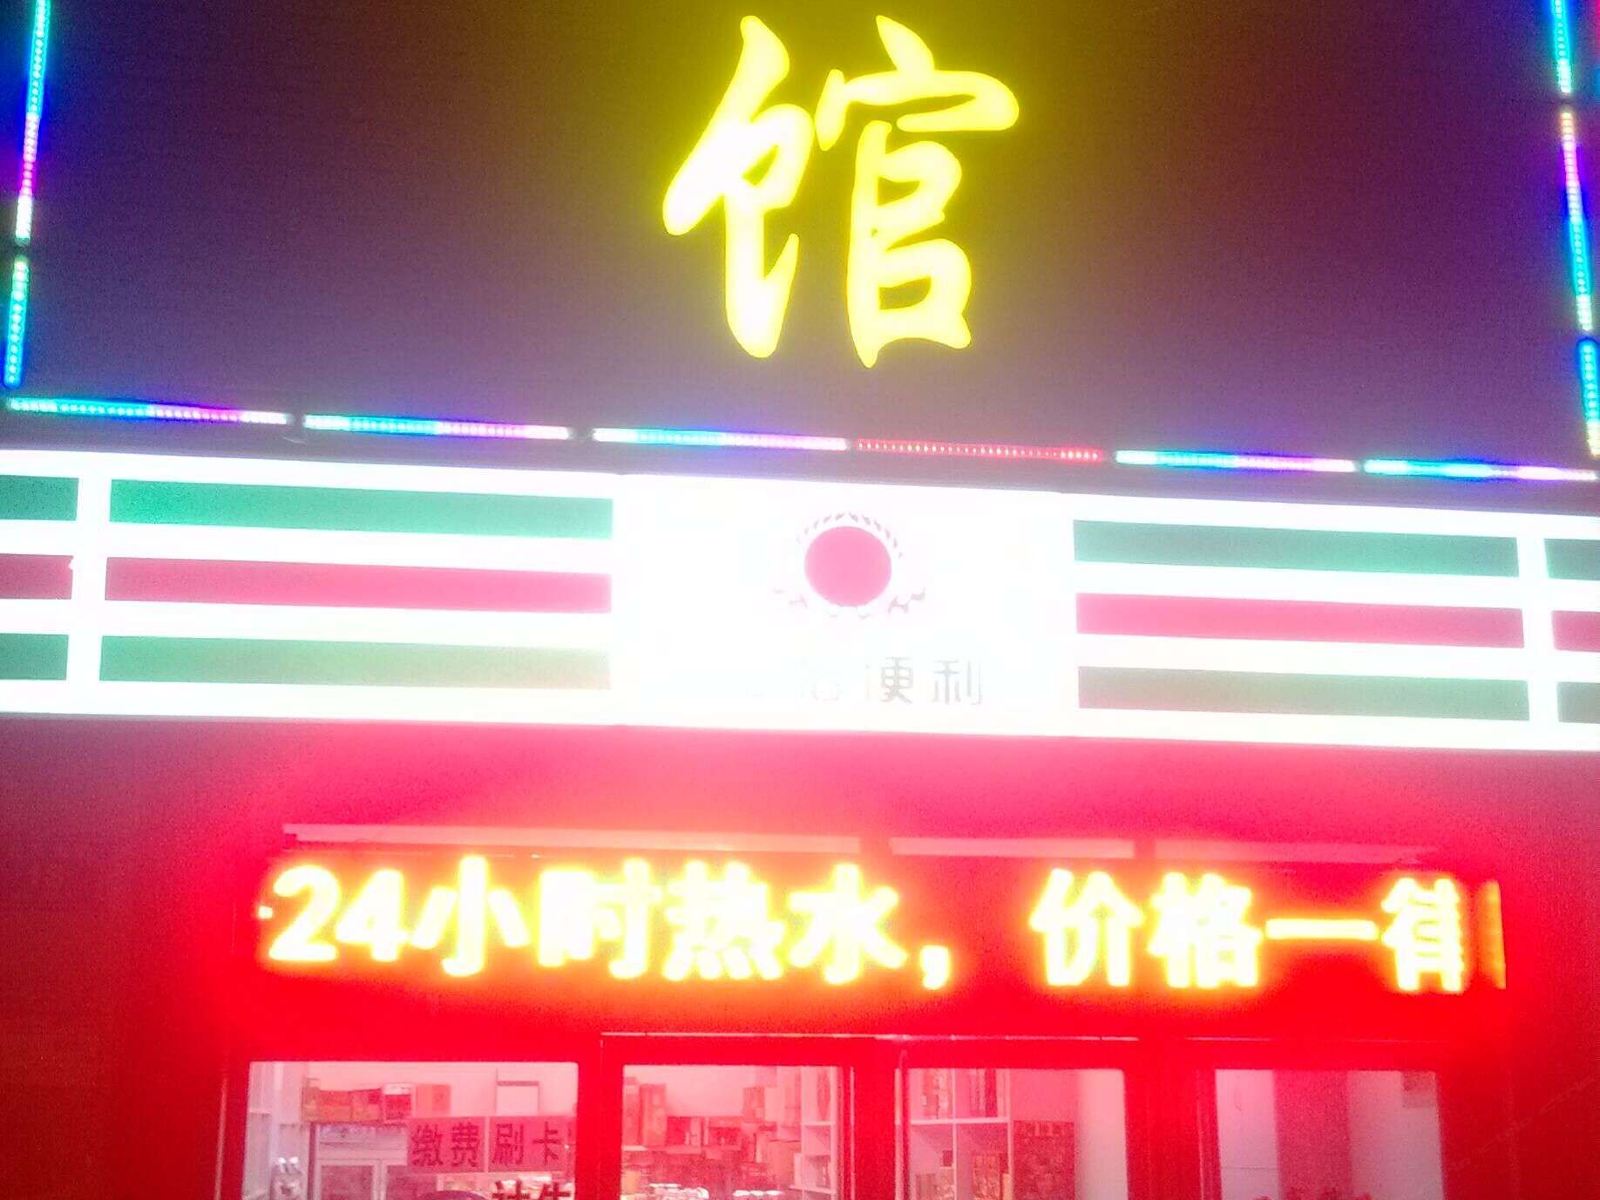 馆
便利
24小时热水，价格一
缴费刷卡